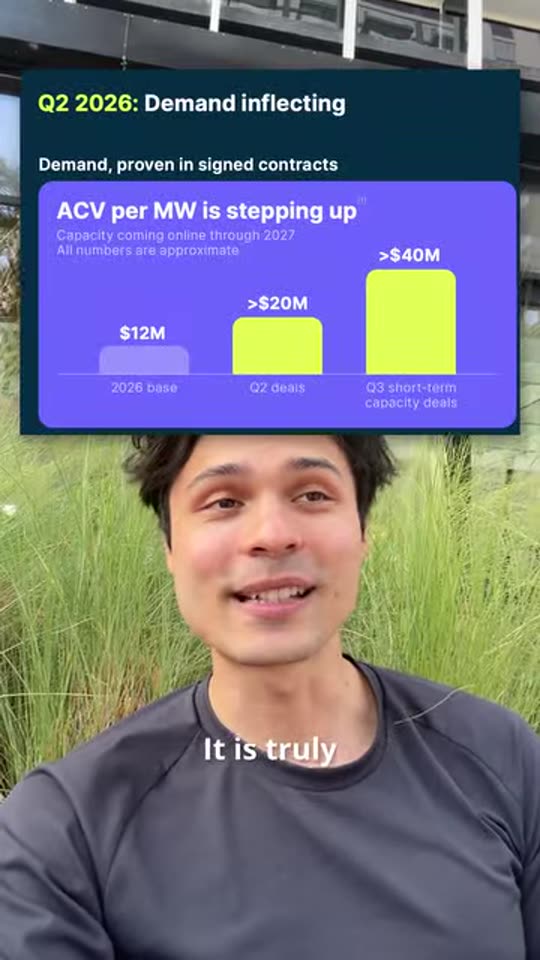 Q2 2026: Demand inflecting
Demand, proven in signed contracts
ACV per MW is stepping up
Capacity coming online through 2027
All numbers are approximate
>$40M
>$20M
$12M
2026 base
Q2 deals
Q3 short-term
capacity deals
It is truly